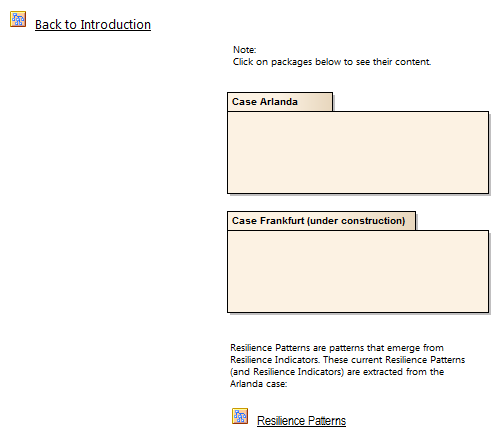 Back to Introduction
Note:
Click on packages below to see their content.
Case Arlanda
Case Frankfurt (under construction)
Resilience Patterns are patterns that emerge from
Resilience Indicators. These current Resilience Patterns
(and Resilience Indicators) are extracted from the
Arlanda case:
Resilience Patterns